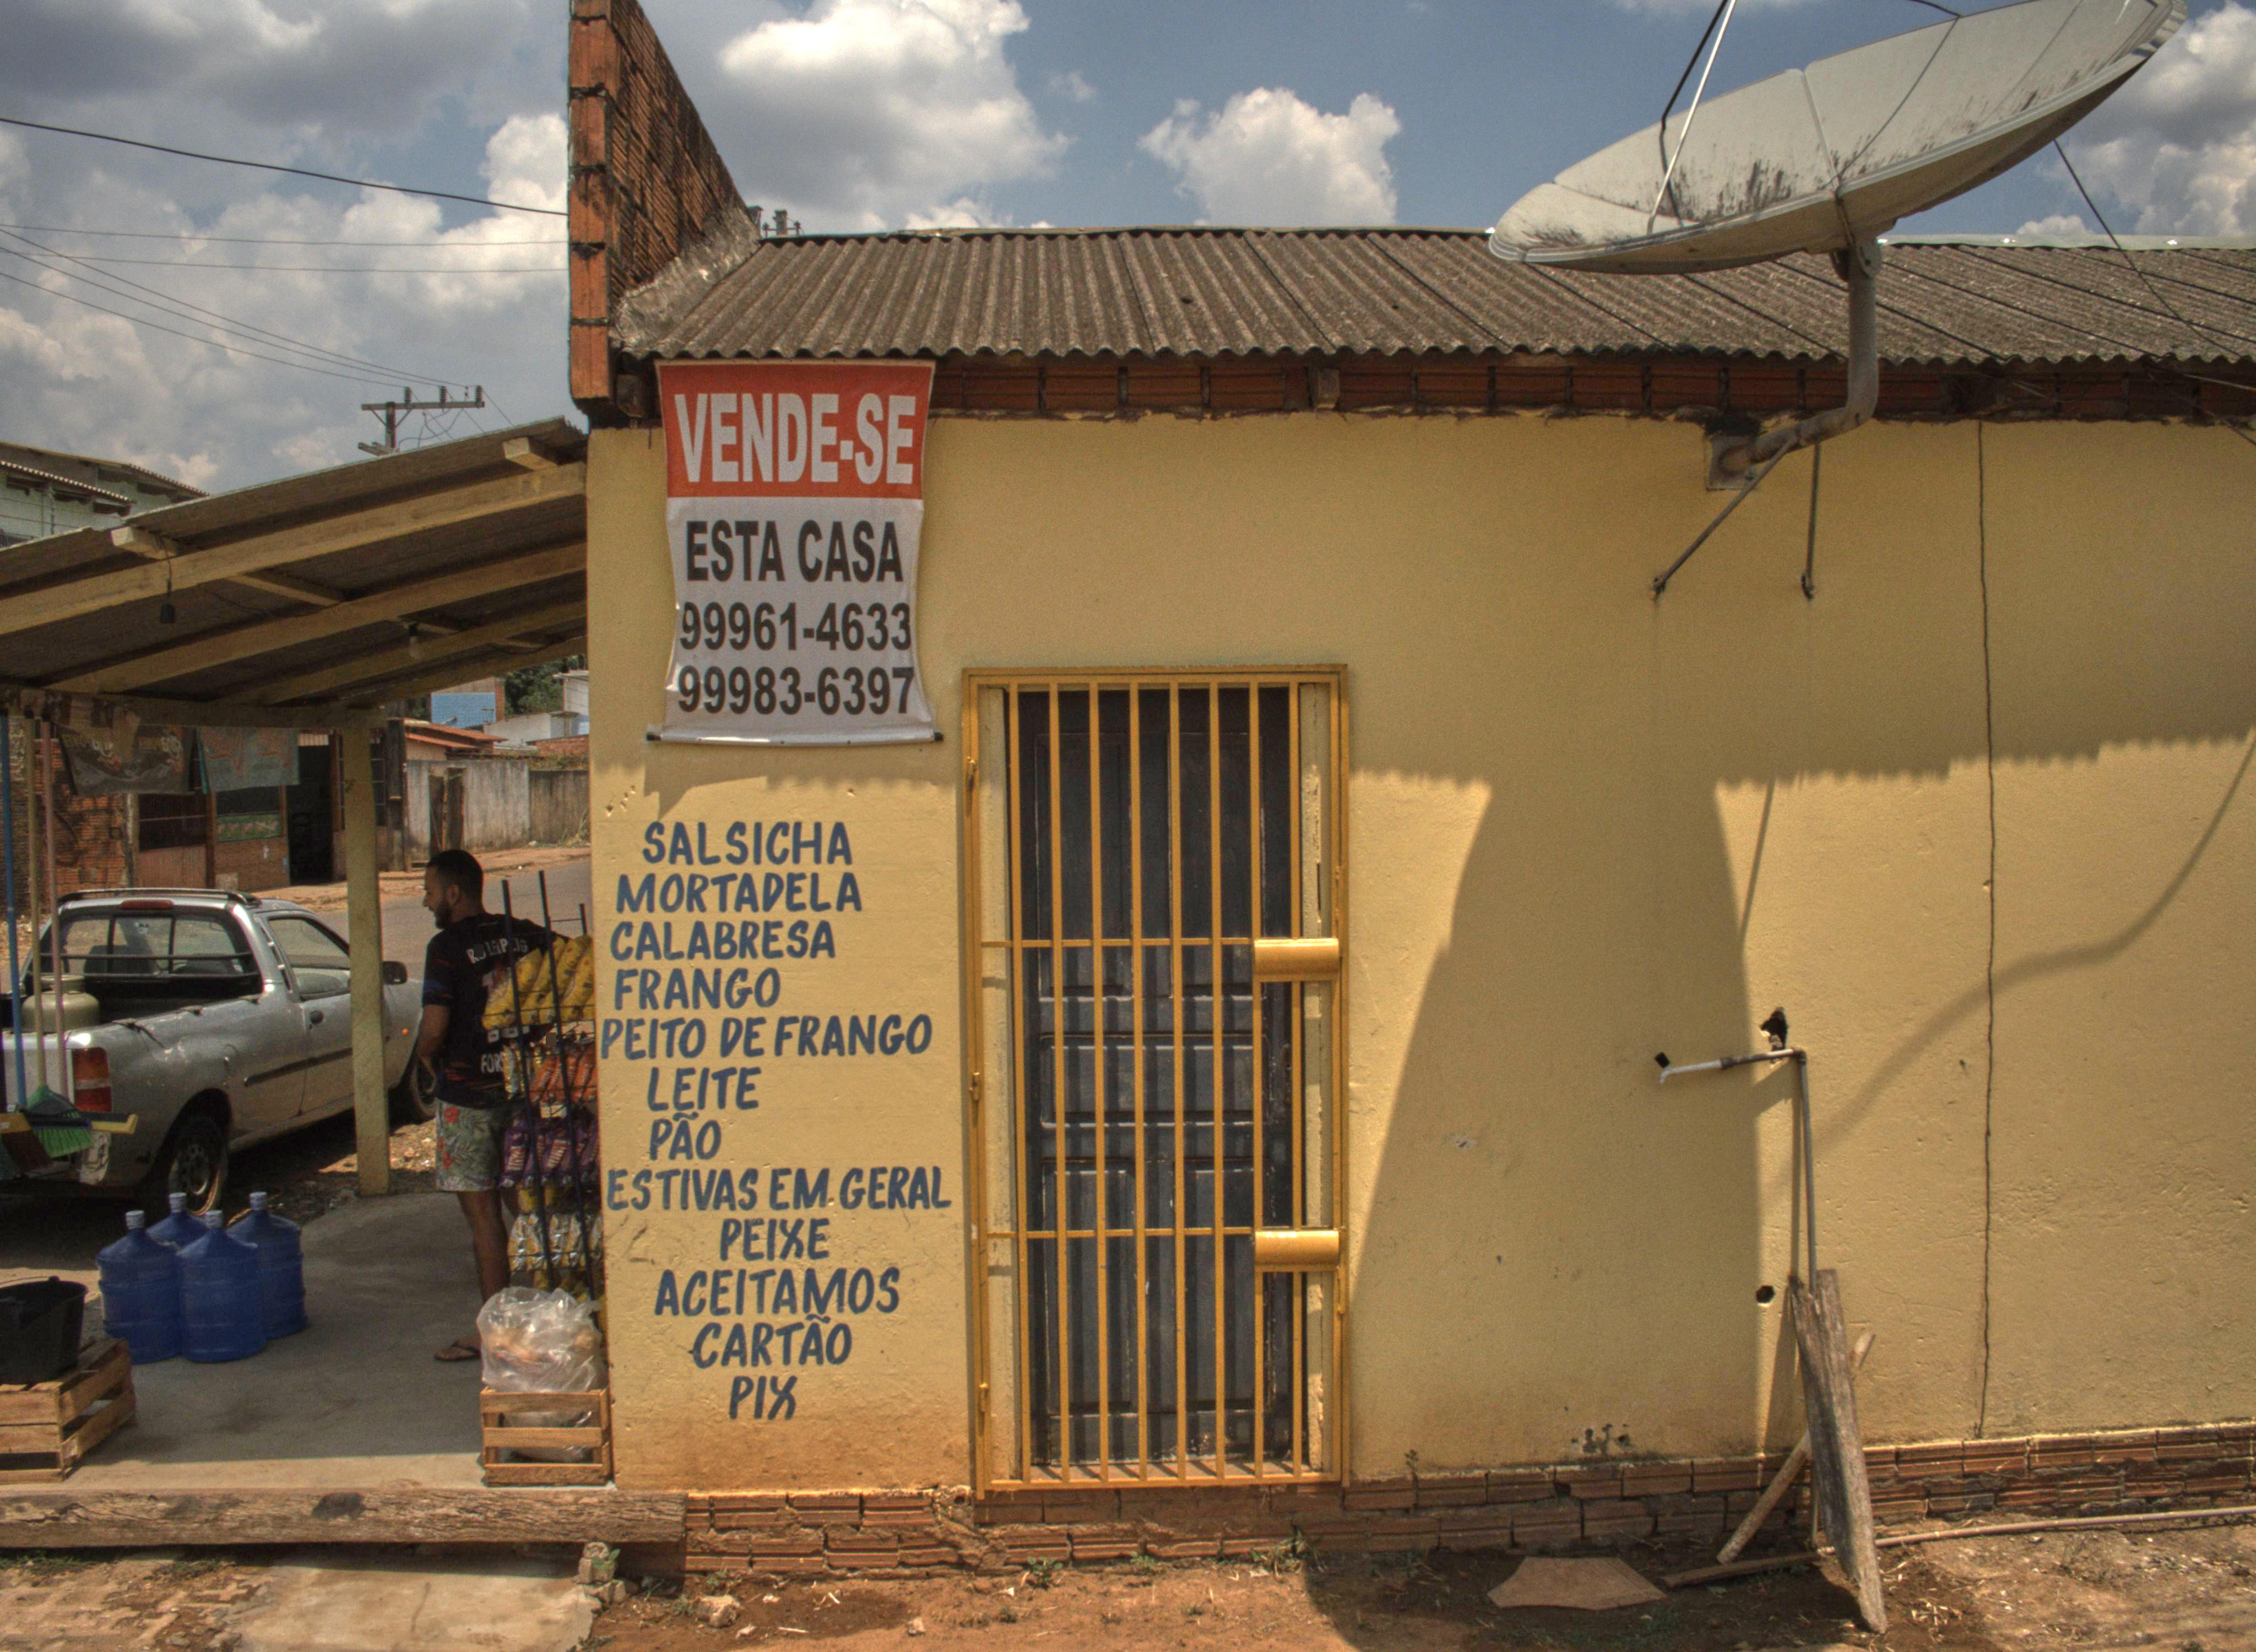 VENDE-SE
ESTA CASA
99961-4633
99983-6397
SALSICHA
MORTADELA
CALABRESA
FRANGO
PEITO DE FRANGO
LEITE
PÃO
ESTIVAS EM GERAL
PEIXE
ACEITAMOS
CARTÃO
PIX